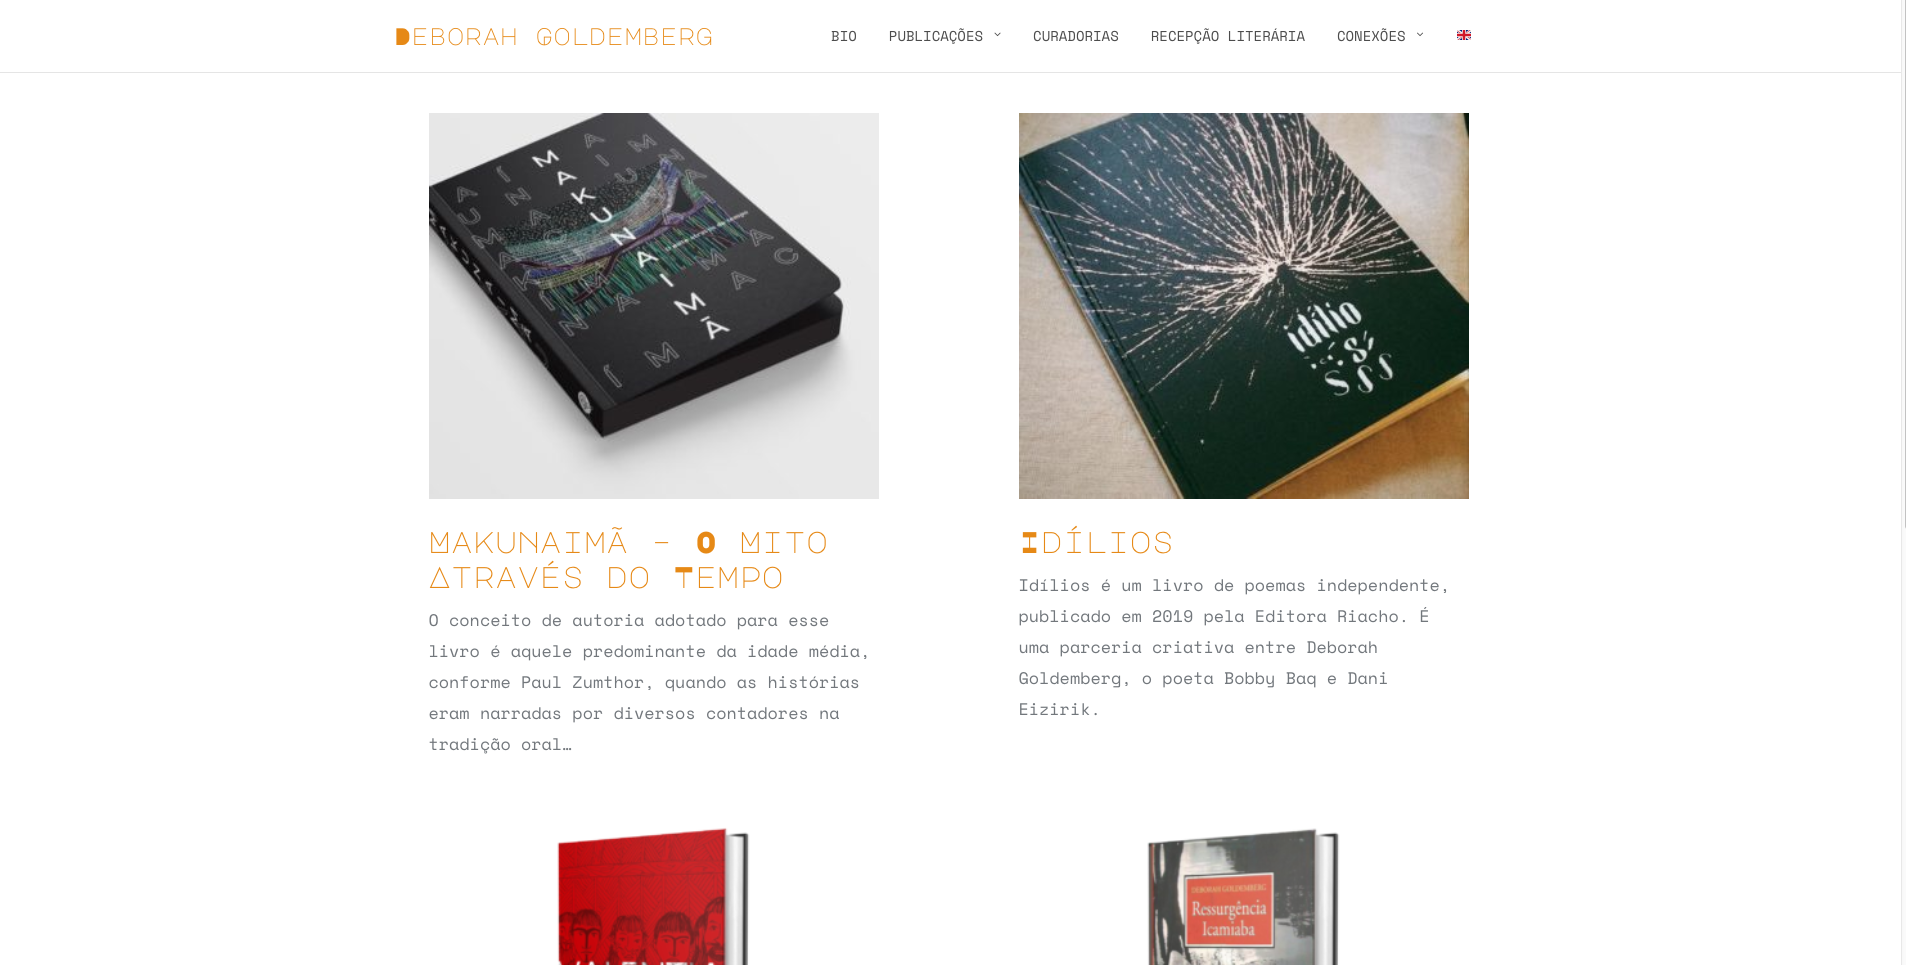 DEBORAH GOLDEMBERG
BIO PUBLICAÇÕES CURADORIAS RECEPÇÃO LITERÁRIA CONEXÕES
MAKUNAIMÃ
MAKUNAIMÃ
idílio
s
sss
MAKUNAIMÃ – O MITO
ATRAVÉS DO TEMPO
O conceito de autoria adotado para esse
livro é aquele predominante da idade média,
conforme Paul Zumthor, quando as histórias
eram narradas por diversos contadores na
tradição oral…
IDÍLIOS
Idílios é um livro de poemas independente,
publicado em 2019 pela Editora Riacho. É
uma parceria criativa entre Deborah
Goldemberg, o poeta Bobby Baq e Dani
Eizirik.
DEBORAH GOLDEMBERG
Ressurgência
Icamiaba